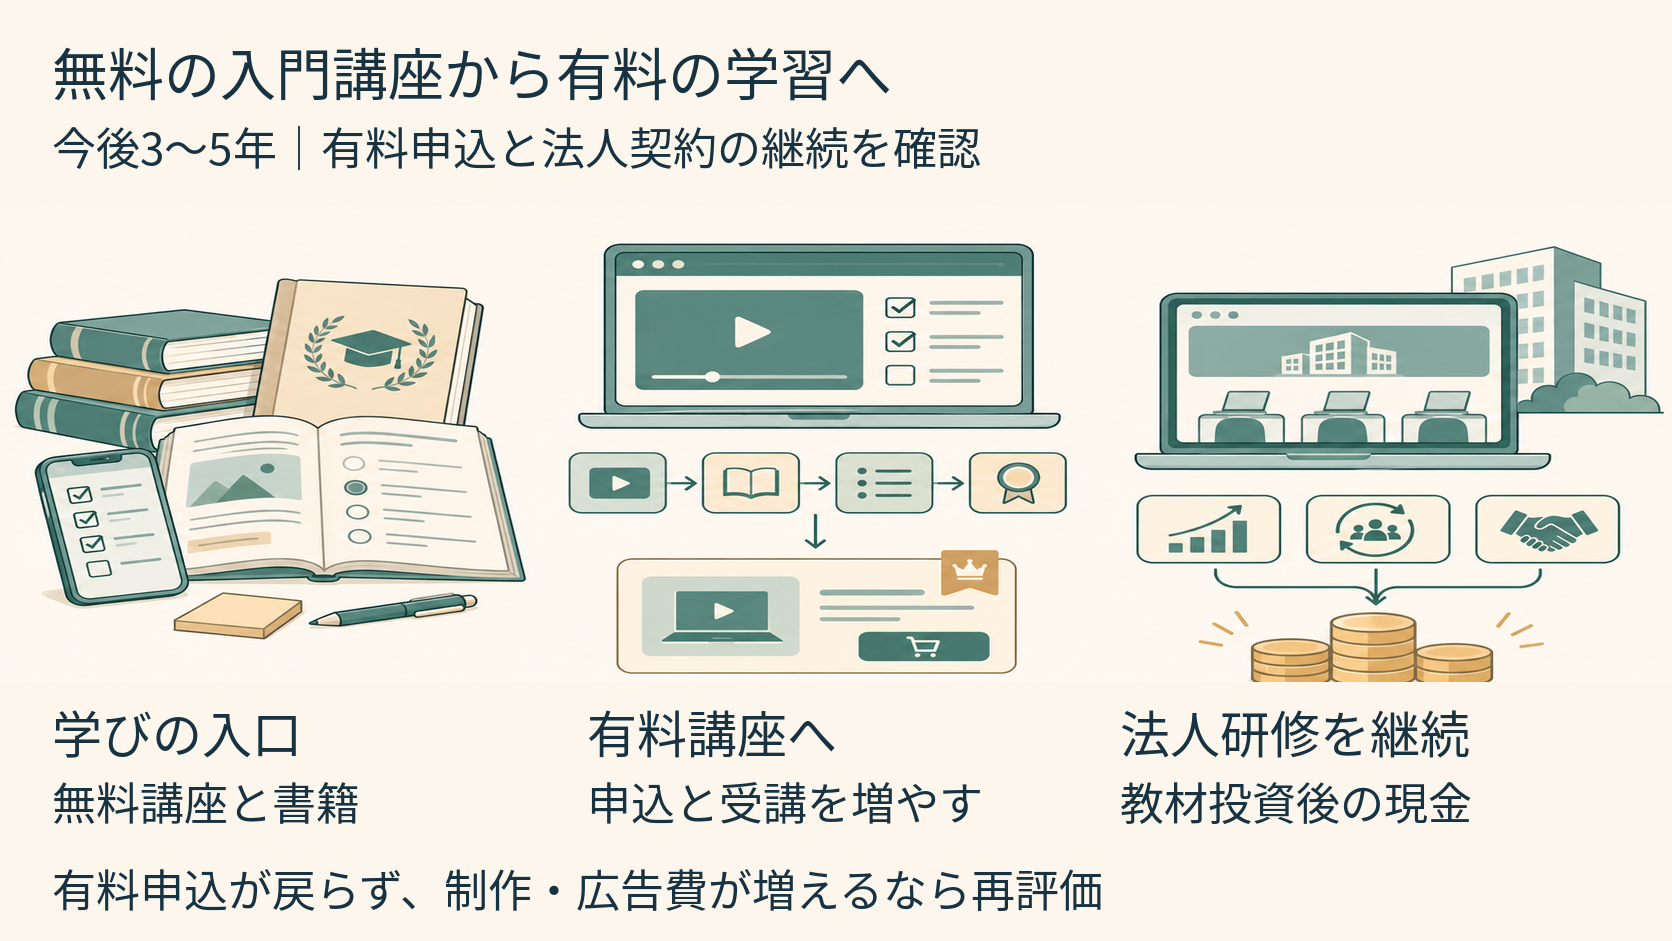 無料の入門講座から有料の学習へ
今後3〜5年｜有料申込と法人契約の継続を確認
学びの入口
無料講座と書籍
有料講座へ
申込と受講を増やす
法人研修を継続
教材投資後の現金
有料申込が戻らず、制作・広告費が増えるなら再評価